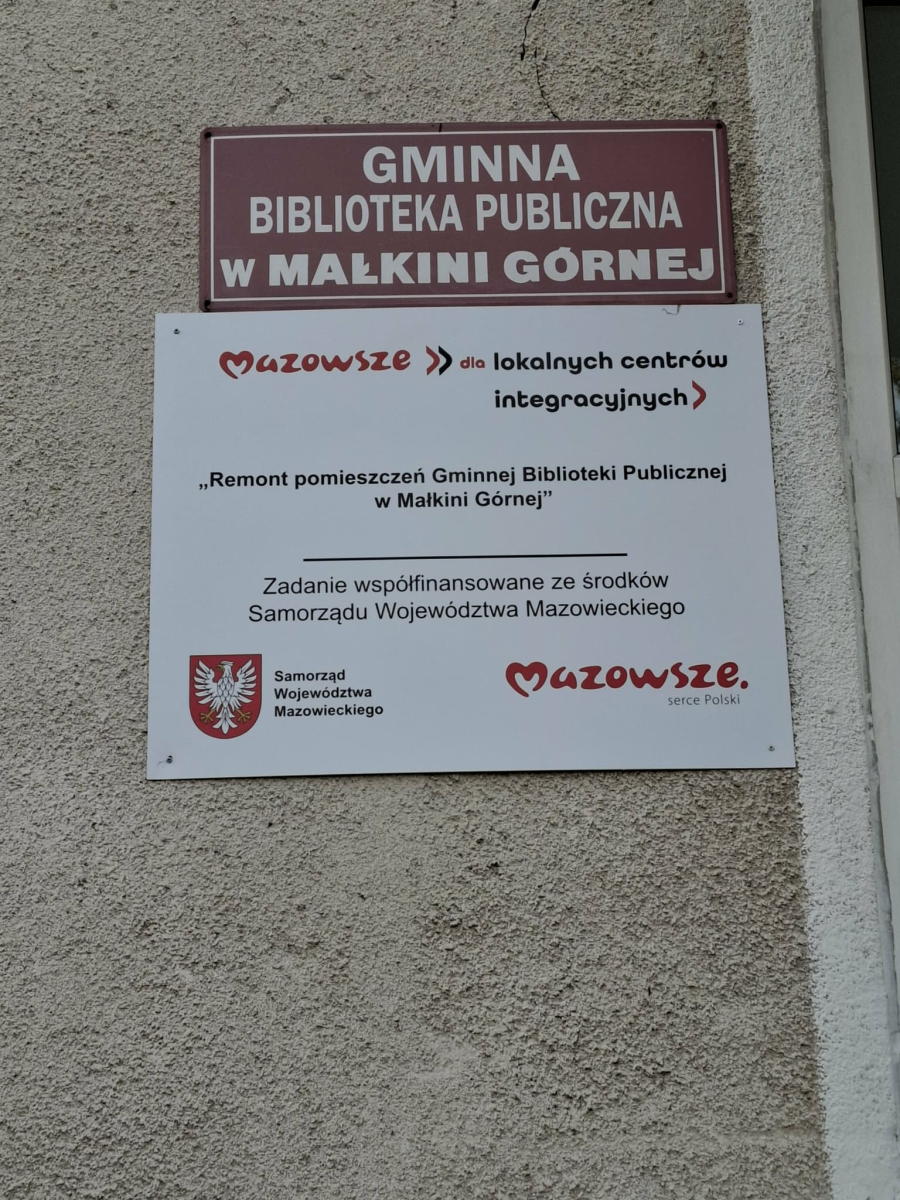 GMINNA
BIBLIOTEKA PUBLICZNA
W MAŁKINI GÓRNEJ
mazowsze dla lokalnych centrów
integracyjnych
„Remont pomieszczeń Gminnej Biblioteki Publicznej
w Małkini Górnej”
Zadanie współfinansowane ze środków
Samorządu Województwa Mazowieckiego
Samorząd
Województwa
Mazowieckiego
mazowsze.
serce Polski